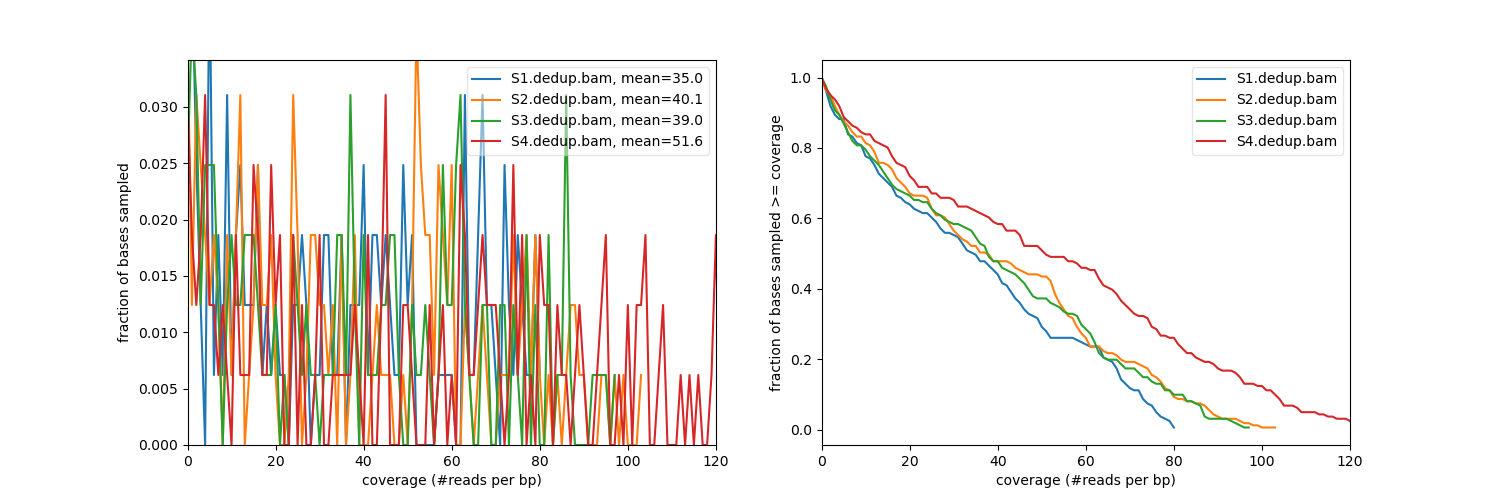 fraction of bases sampled
0.030
0.025
0.020
0.015
0.010
0.005
0.000
0 20 40 60 80 100 120
coverage (#reads per bp)
S1.dedup.bam, mean=35.0
S2.dedup.bam, mean=40.1
S3.dedup.bam, mean=39.0
S4.dedup.bam, mean=51.6
fraction of bases sampled >= coverage
1.0
0.8
0.6
0.4
0.2
0.0
0 20 40 60 80 100 120
coverage (#reads per bp)
S1.dedup.bam
S2.dedup.bam
S3.dedup.bam
S4.dedup.bam